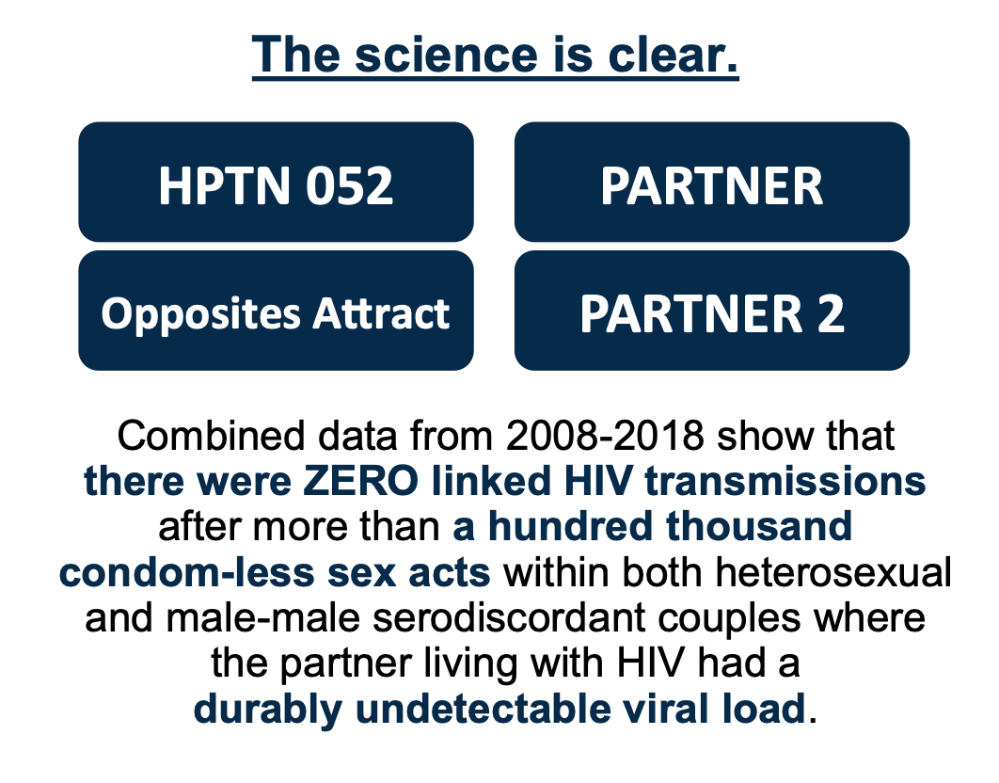 The science is clear.
HPTN 052
PARTNER
Opposites Attract
PARTNER 2
Combined data from 2008-2018 show that
there were ZERO linked HIV transmissions
after more than a hundred thousand
condom-less sex acts within both heterosexual
and male-male serodiscordant couples where
the partner living with HIV had a
durably undetectable viral load.